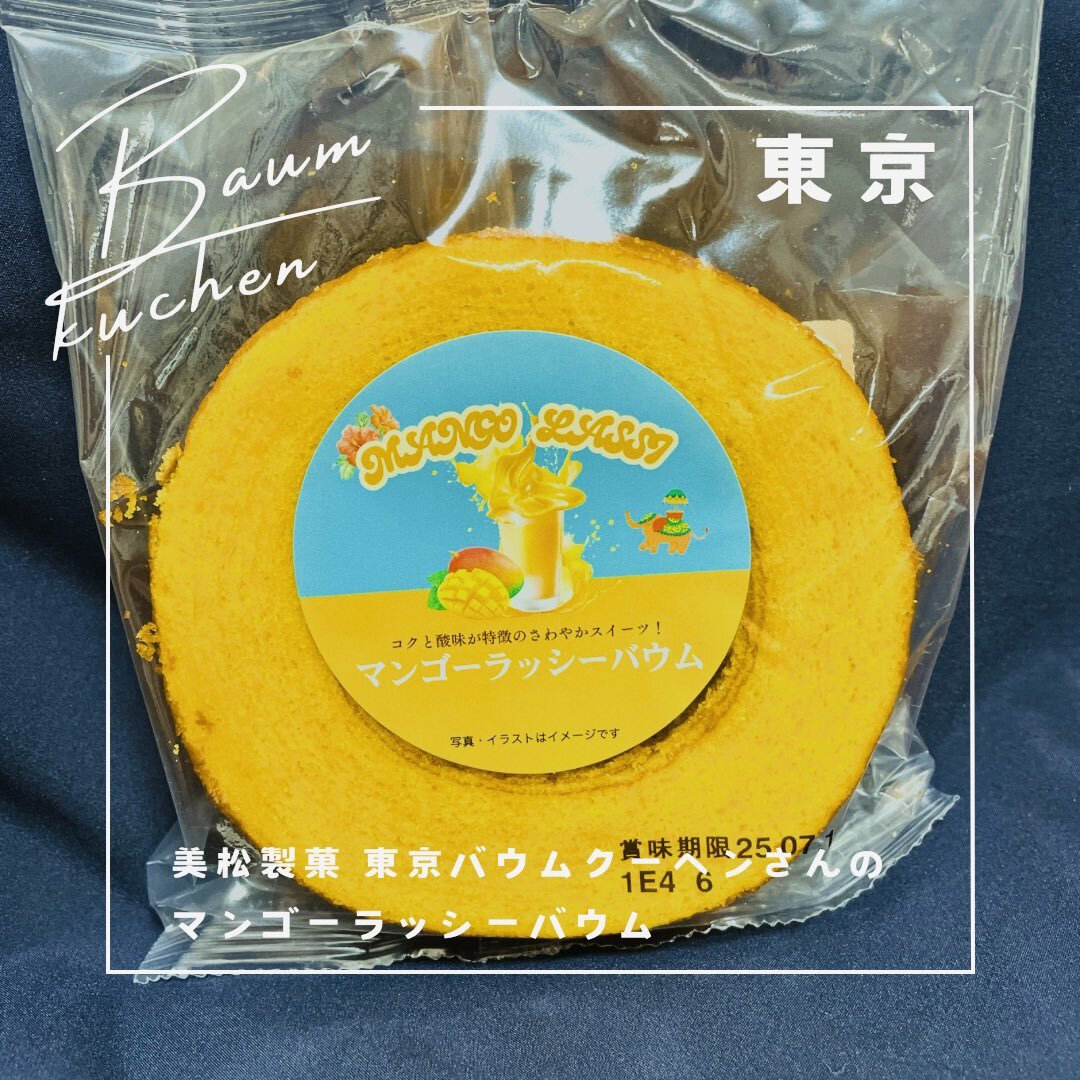 Baum
kuchen
東京
MANGO LASSI
コクと酸味が特徴のさわやかスイーツ！
マンゴーラッシーバウム
写真・イラストはイメージです
賞味期限25.07.1
1E4 6
美松製菓 東京バウムクーヘンさんの
マンゴーラッシーバウム